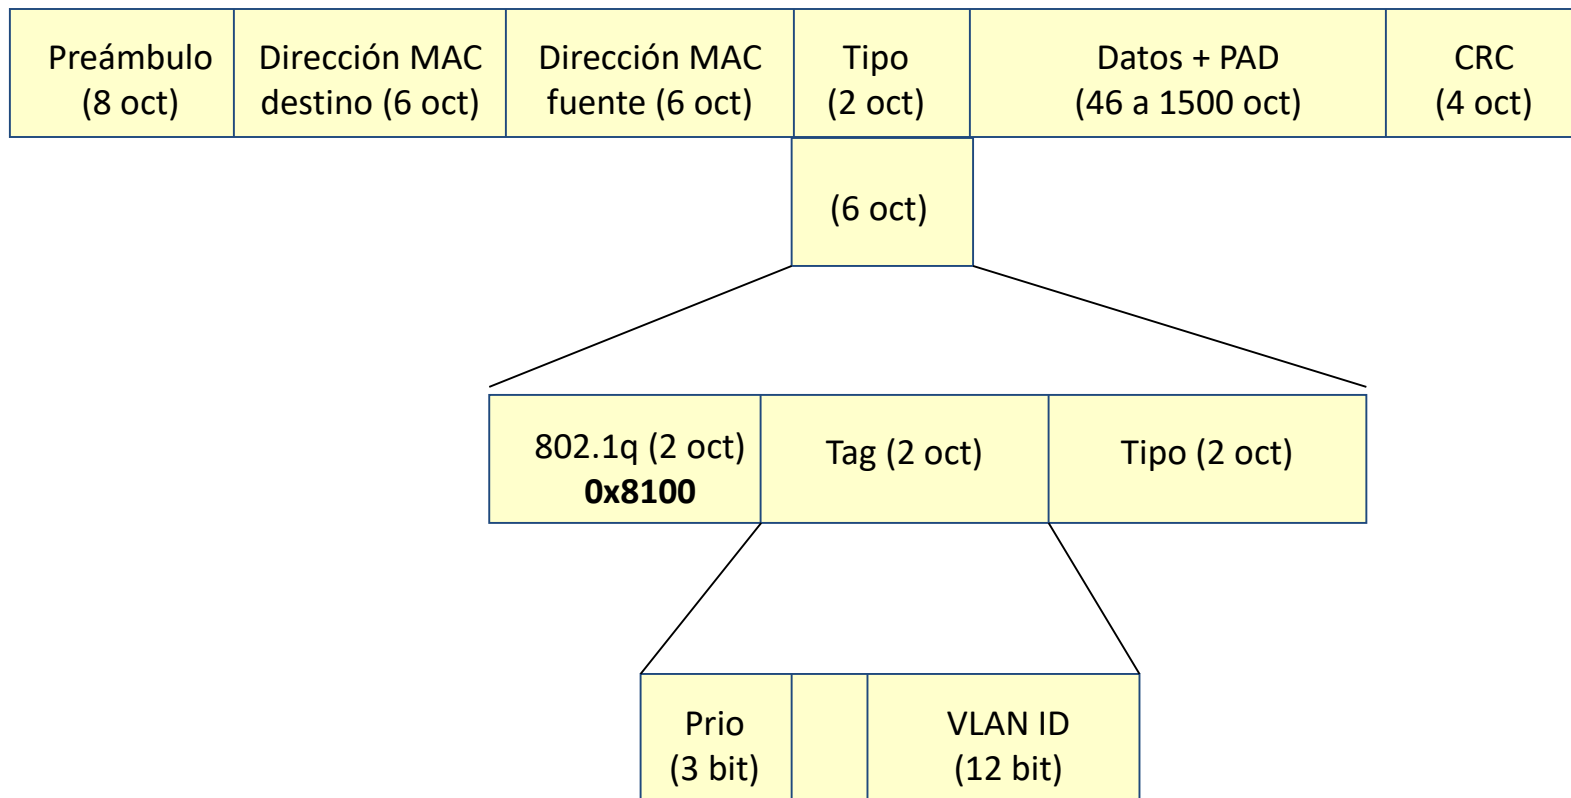 Preámbulo
(8 oct)
Dirección MAC
destino (6 oct)
Dirección MAC
fuente (6 oct)
Tipo
(2 oct)
Datos + PAD
(46 a 1500 oct)
CRC
(4 oct)
(6 oct)
802.1q (2 oct)
0x8100
Tag (2 oct)
Tipo (2 oct)
Prio
(3 bit)
VLAN ID
(12 bit)